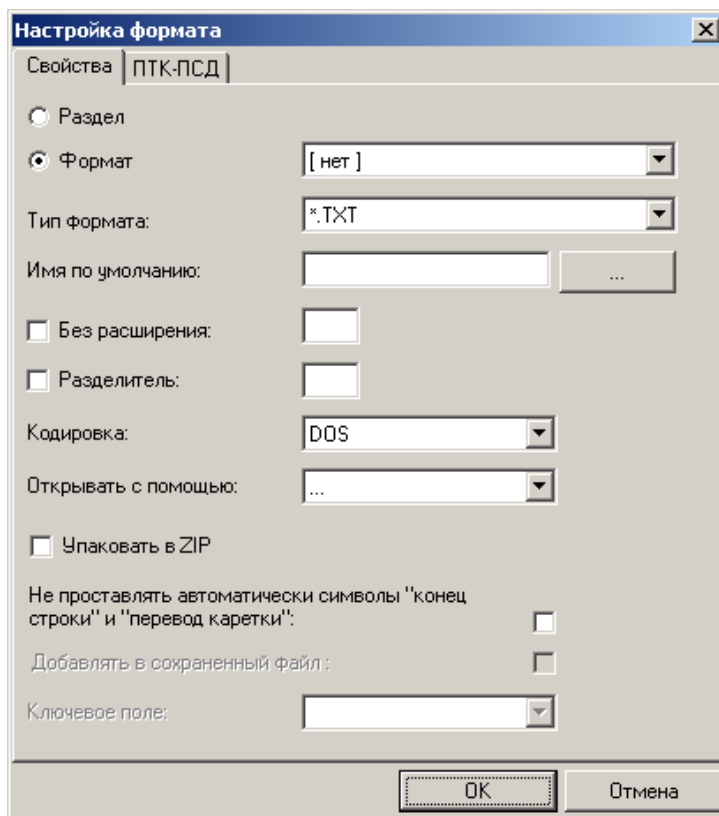 Настройка формата
Свойства ПТК-ПСД
Раздел
Формат [ нет ]
Тип формата: *.TXT
Имя по умолчанию: ...
Без расширения:
Разделитель:
Кодировка: DOS
Открывать с помощью: ...
Упаковать в ZIP
Не проставлять автоматически символы "конец
строки" и "перевод каретки":
Добавлять в сохраненный файл :
Ключевое поле:
OK Отмена